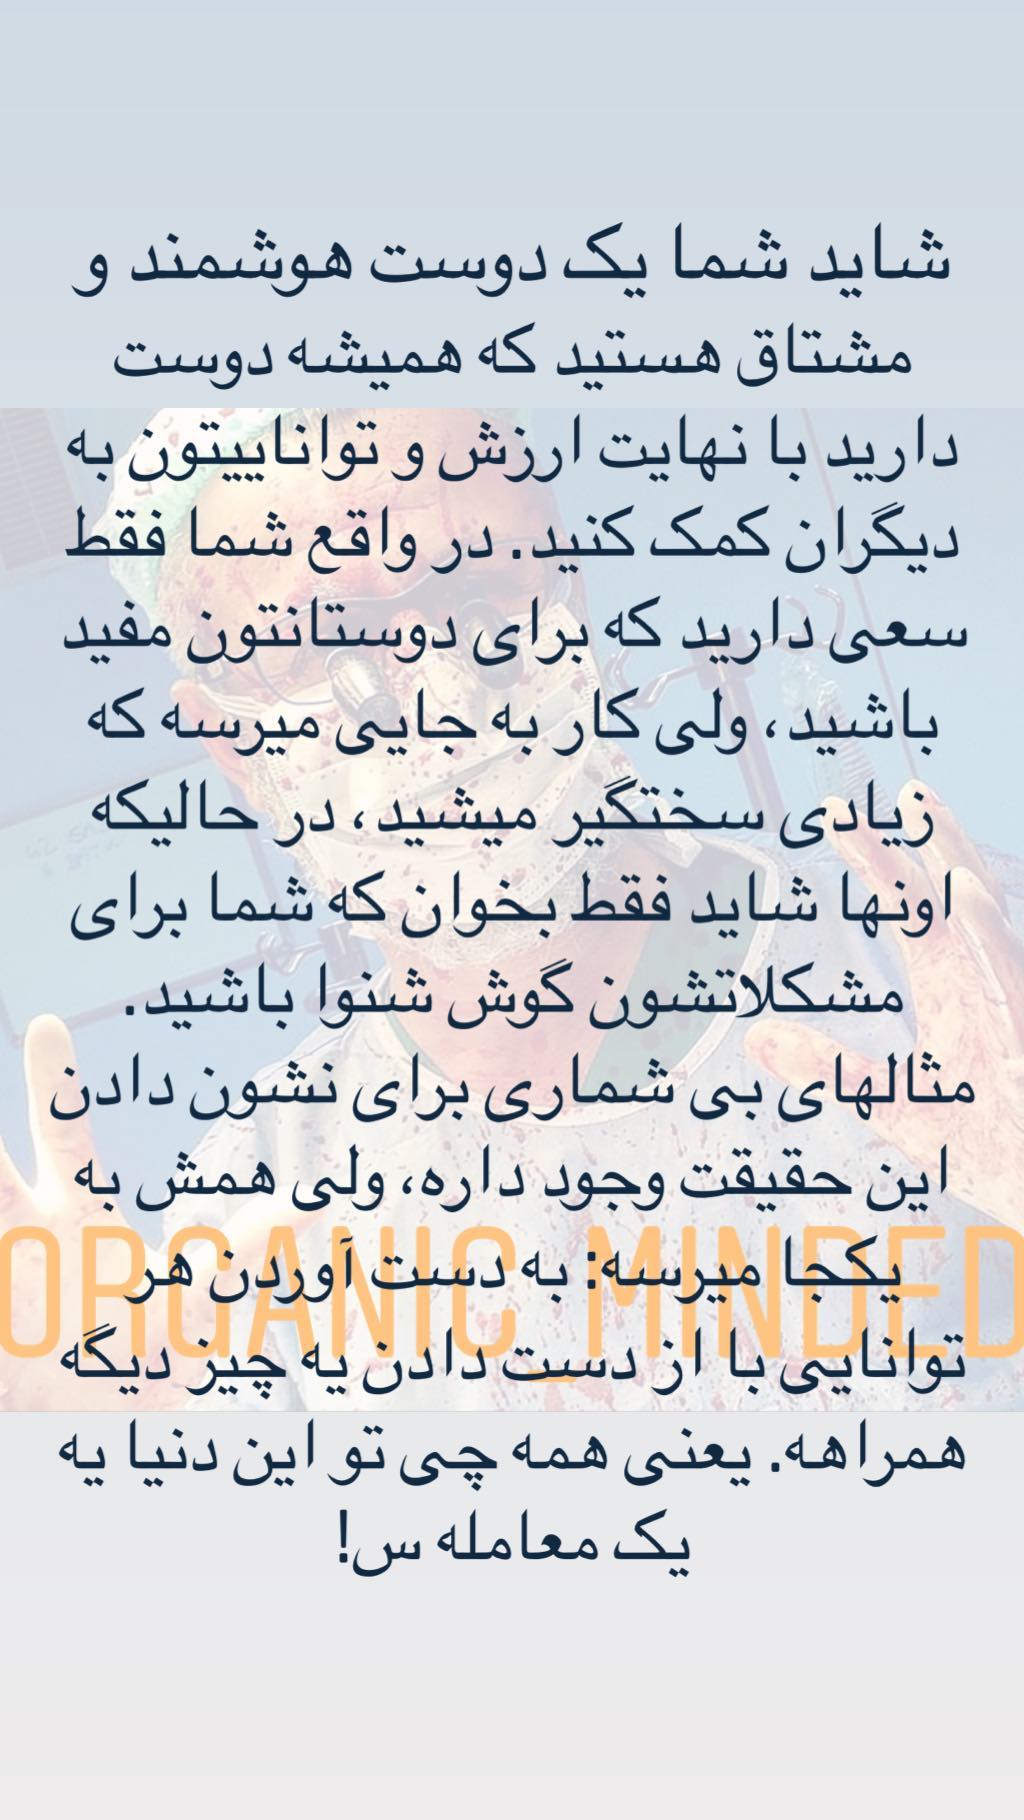 شاید شما یک دوست هوشمند و
مشتاق هستید که همیشه دوست
دارید با نهایت ارزش و تواناییتون به
دیگران کمک کنید. در واقع شما فقط
سعی دارید که برای دوستانتون مفید
باشید، ولی کار به جایی میرسه که
زیادی سختگیر میشید، در حالیکه
اونها شاید فقط بخوان که شما برای
مشکلاتشون گوش شنوا باشید.
مثالهای بی شماری برای نشون دادن
این حقیقت وجود داره، ولی همش به
یکجا میرسه: به دست آوردن هر
توانایی با از دست دادن یه چیز دیگه
همراهه. یعنی همه چی تو این دنیا یه
یک معامله س!
ORGANIC_MINDED